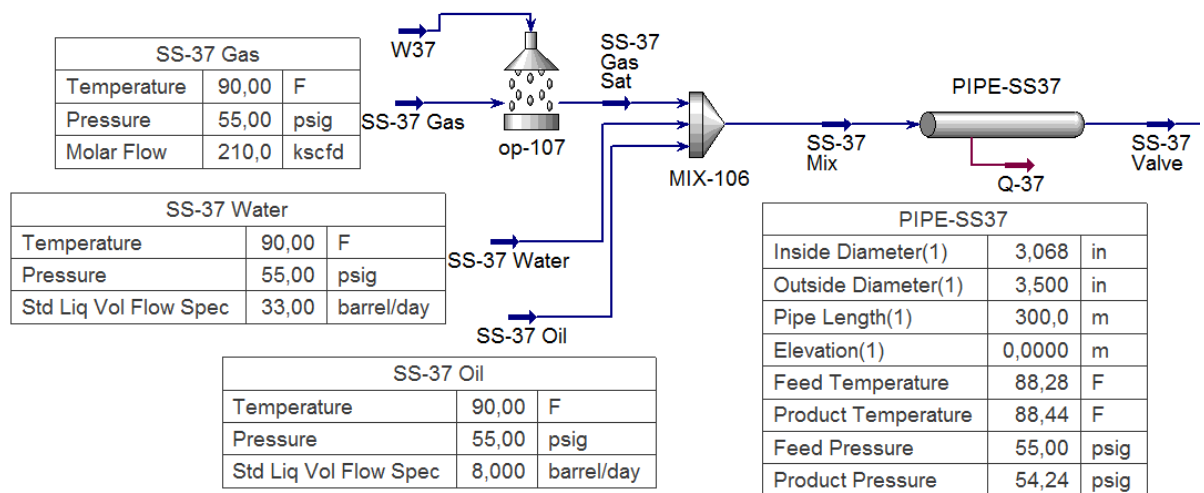 SS-37 Gas
Temperature 90,00 F
Pressure 55,00 psig
Molar Flow 210,0 kscfd
W37
SS-37 Gas
op-107
SS-37
Gas
Sat
MIX-106
SS-37
Mix
PIPE-SS37
Q-37
SS-37
Valve
SS-37 Water
Temperature 90,00 F
Pressure 55,00 psig
Std Liq Vol Flow Spec 33,00 barrel/day
SS-37 Water
SS-37 Oil
SS-37 Oil
Temperature 90,00 F
Pressure 55,00 psig
Std Liq Vol Flow Spec 8,000 barrel/day
PIPE-SS37
Inside Diameter(1) 3,068 in
Outside Diameter(1) 3,500 in
Pipe Length(1) 300,0 m
Elevation(1) 0,0000 m
Feed Temperature 88,28 F
Product Temperature 88,44 F
Feed Pressure 55,00 psig
Product Pressure 54,24 psig